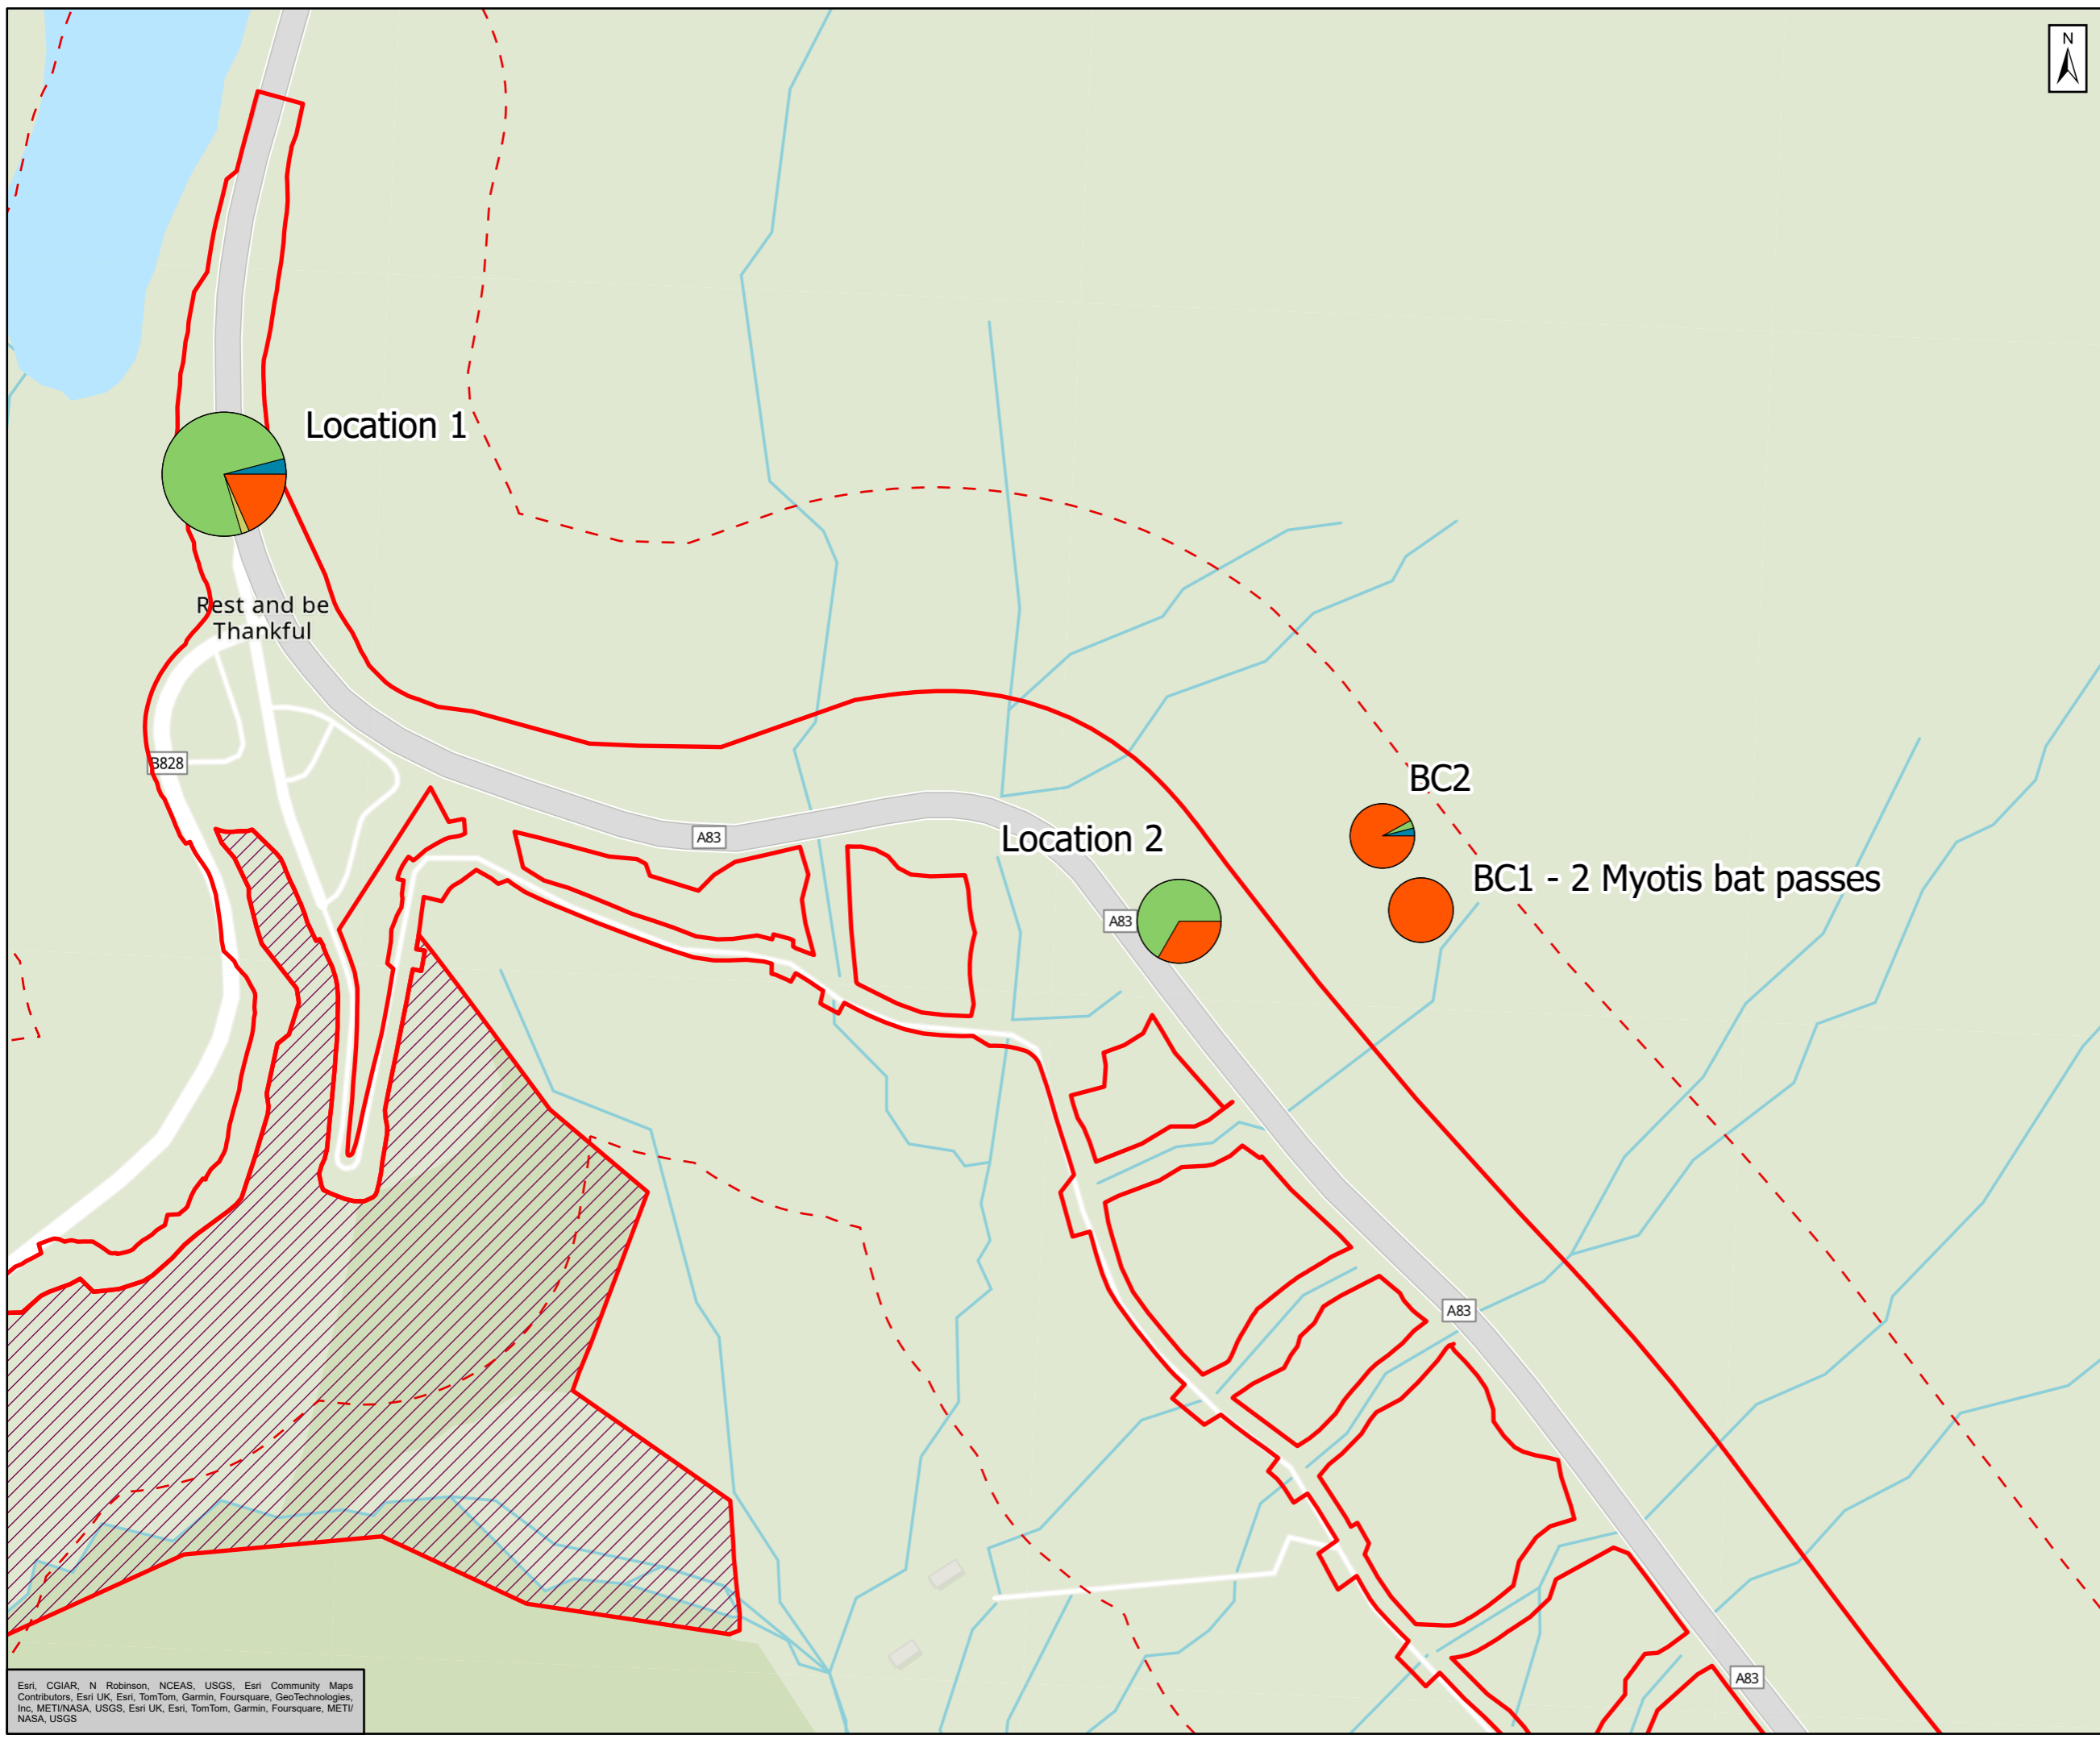 N
Location 1
Rest and be
Thankful
B828
BC2
A83
Location 2
BC1 - 2 Myotis bat passes
A83
A83
A83
Esri, CGIAR, N Robinson, NCEAS, USGS, Esri Community Maps
Contributors, Esri UK, Esri, TomTom, Garmin, Foursquare, GeoTechnologies,
Inc, METI/NASA, USGS, Esri UK, Esri, TomTom, Garmin, Foursquare, METI/
NASA, USGS